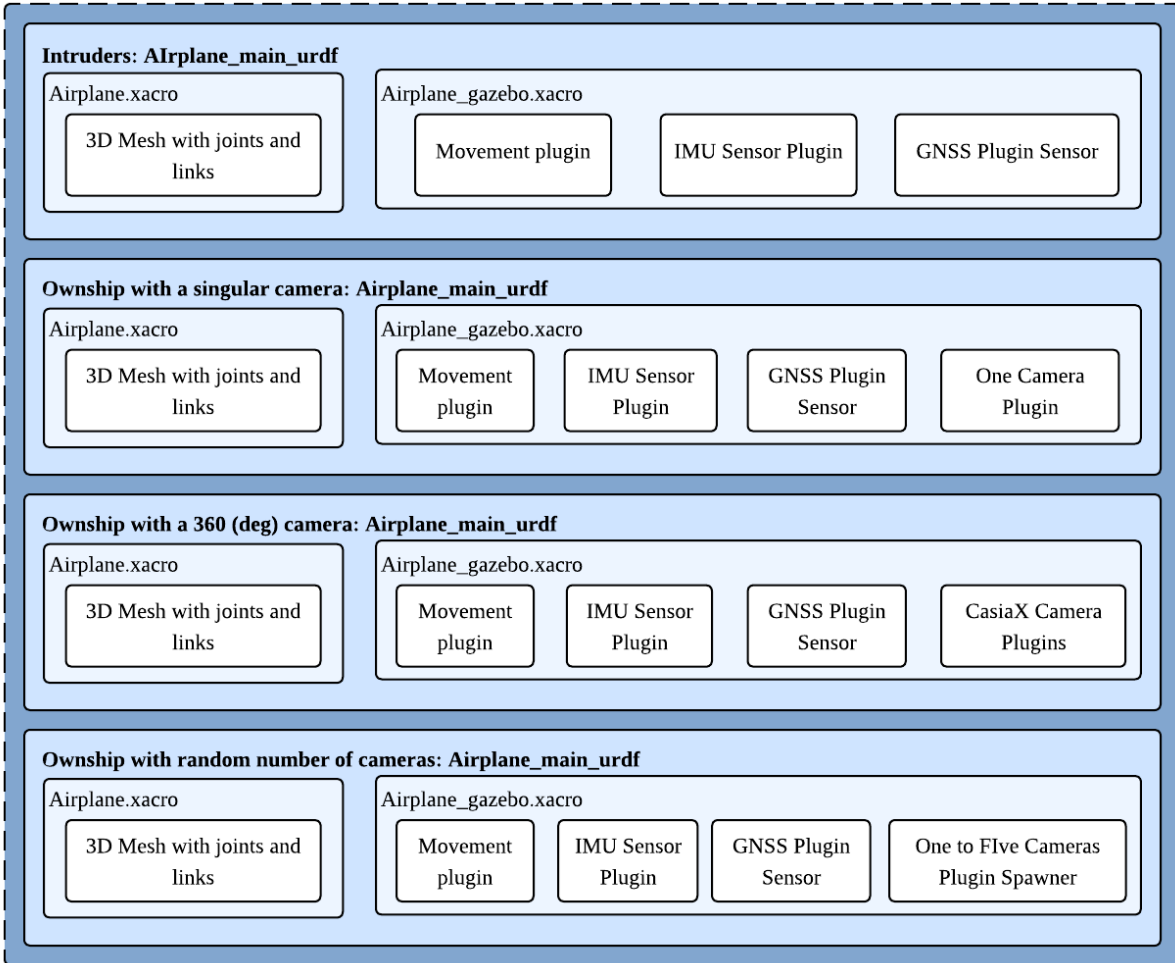 Intruders: AIrplane_main_urdf
Airplane.xacro
3D Mesh with joints and
links
Airplane_gazebo.xacro
Movement plugin
IMU Sensor Plugin
GNSS Plugin Sensor
Ownship with a singular camera: Airplane_main_urdf
Airplane.xacro
3D Mesh with joints and
links
Airplane_gazebo.xacro
Movement
plugin
IMU Sensor
Plugin
GNSS Plugin
Sensor
One Camera
Plugin
Ownship with a 360 (deg) camera: Airplane_main_urdf
Airplane.xacro
3D Mesh with joints and
links
Airplane_gazebo.xacro
Movement
plugin
IMU Sensor
Plugin
GNSS Plugin
Sensor
CasiaX Camera
Plugins
Ownship with random number of cameras: Airplane_main_urdf
Airplane.xacro
3D Mesh with joints and
links
Airplane_gazebo.xacro
Movement
plugin
IMU Sensor
Plugin
GNSS Plugin
Sensor
One to FIve Cameras
Plugin Spawner